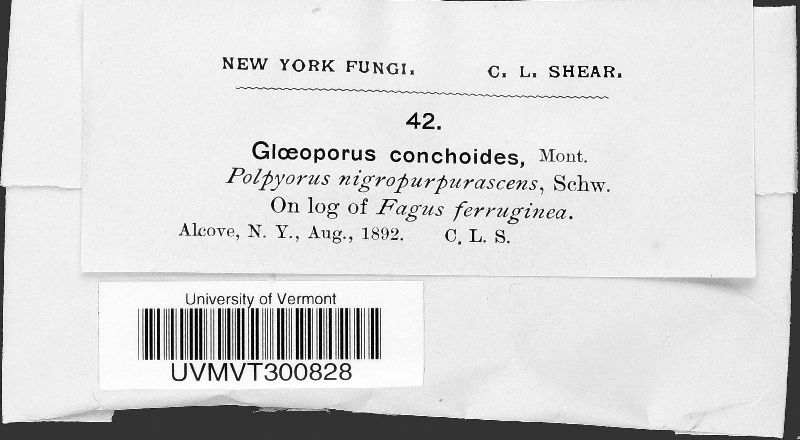 NEW YORK FUNGI. C. L. SHEAR.
42.
Glœoporus conchoides, Mont.
Polpyorus nigropurpurascens, Schw.
On log of Fagus ferruginea.
Alcove, N. Y., Aug., 1892. C. L. S.
University of Vermont
UVMVT300828